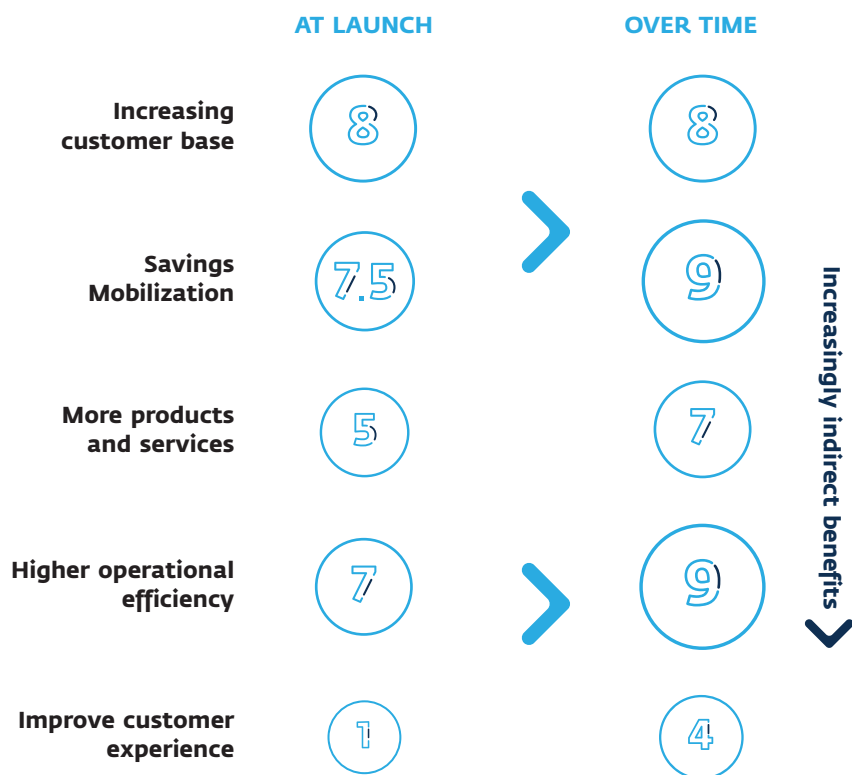 AT LAUNCH
OVER TIME
Increasing
customer base
8
8
Savings
Mobilization
7.5
9
More products
and services
5
7
Higher operational
efficiency
7
9
Improve customer
experience
1
4
Increasingly indirect benefits